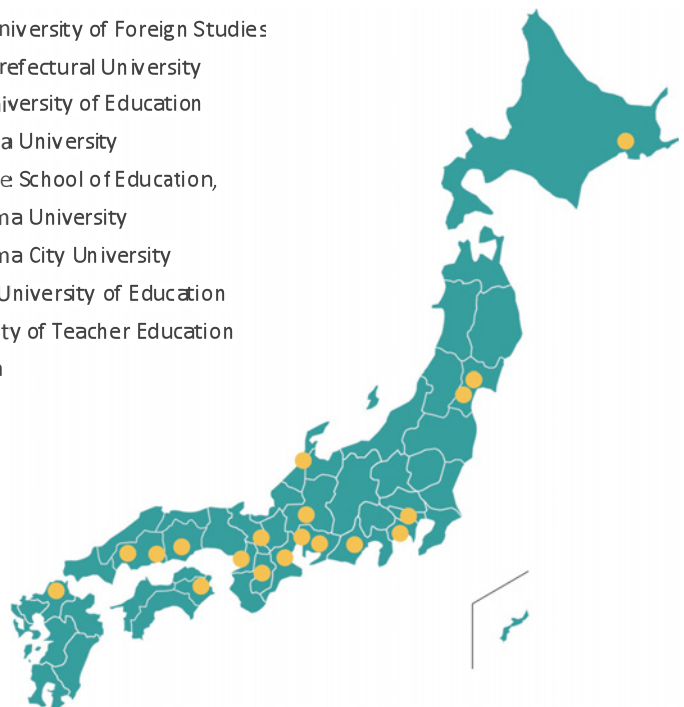 niversity of Foreign Studies
refectural University
iversity of Education
a University
e School of Education,
ma University
ma City University
University of Education
ty of Teacher Education